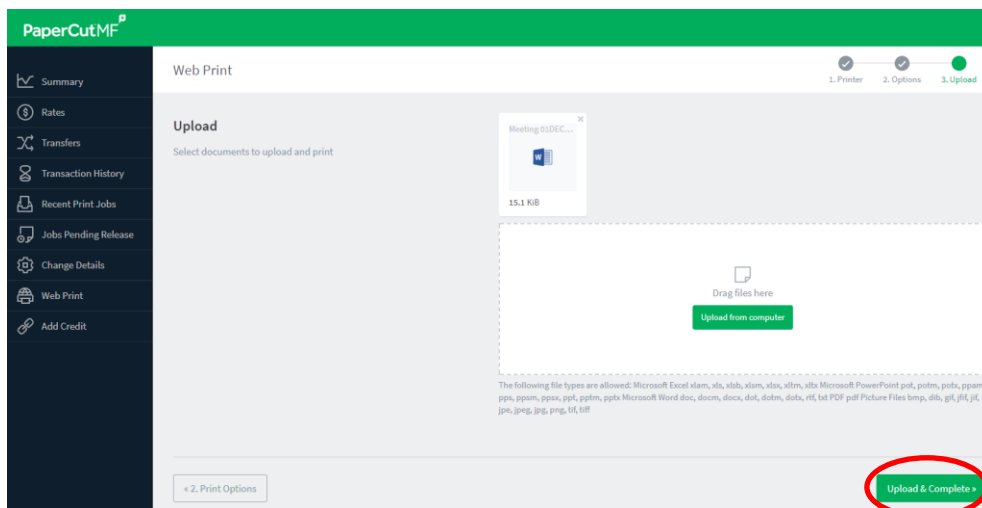 PaperCutMF
Summary
Rates
Transfers
Transaction History
Recent Print Jobs
Jobs Pending Release
Change Details
Web Print
Add Credit
Web Print
1. Printer
2. Options
3. Upload
Upload
Select documents to upload and print
Meeting 01DEC...
W
15.1 KiB
Drag files here
Upload from computer
The following file types are allowed: Microsoft Excel xlam, xls, xlsb, xlsm, xlsx, xltm, xltx Microsoft PowerPoint pot, potm, potx, ppam,
pps, ppsm, ppsx, ppt, pptm, pptx Microsoft Word doc, docm, docx, dot, dotm, dotx, rtf, txt PDF pdf Picture Files bmp, dib, gif, jfif, jif,
jpe, jpeg, jpg, png, tif, tiff
« 2. Print Options
Upload & Complete »